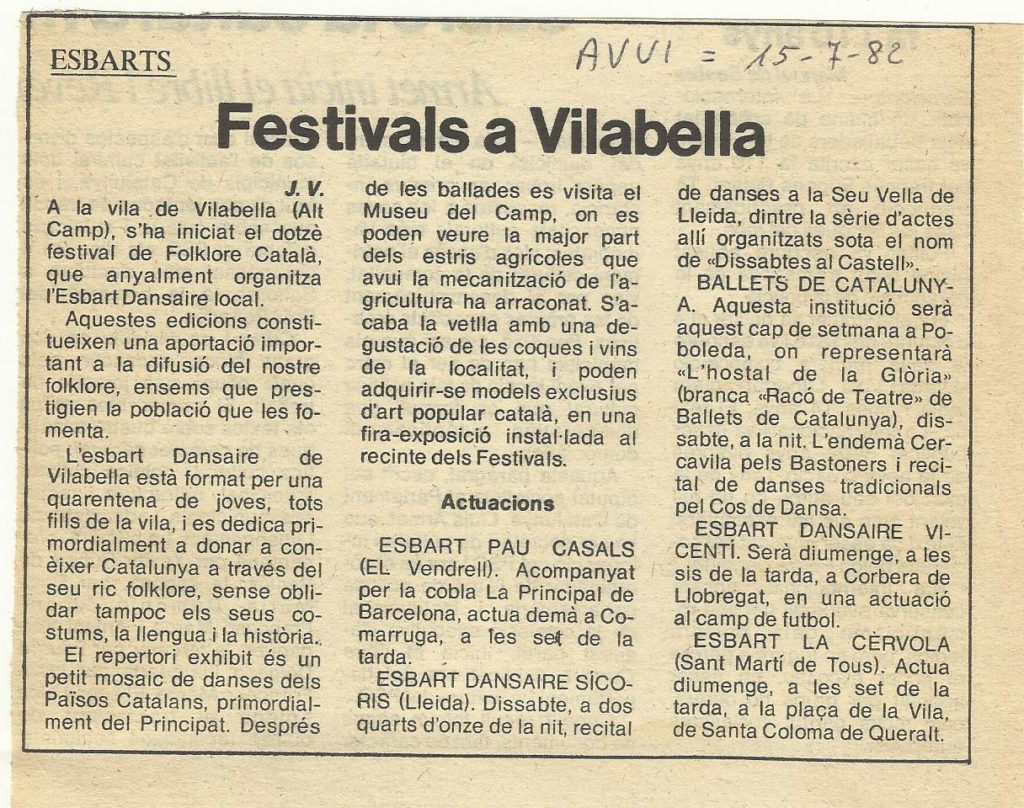 ESBARTS
AVUI = 15-7-82
Festivals a Vilabella
J. V.
A la vila de Vilabella (Alt
Camp), s'ha iniciat el dotzè
festival de Folklore Català,
que anyalment organitza
l'Esbart Dansaire local.
Aquestes edicions consti-
tueixen una aportació impor-
tant a la difusió del nostre
folklore, ensems que pres-
tigien la població que les fo-
menta.
L'esbart Dansaire de
Vilabella està format per una
quarentena de joves, tots
fills de la vila, i es dedica pri-
mordialment a donar a con-
èixer Catalunya a través del
seu ric folklore, sense obli-
dar tampoc els seus cos-
tums, la llengua i la història.
El repertori exhibit és un
petit mosaic de danses dels
Països Catalans, primordial-
ment del Principat. Després
de les ballades es visita el
Museu del Camp, on es
poden veure la major part
dels estris agrícoles que
avui la mecanització de l'a-
gricultura ha arraconat. S'a-
caba la vetlla amb una de-
gustació de les coques i vins
de la localitat, i poden
adquirir-se models exclusius
d'art popular català, en una
fira-exposició instal·lada al
recinte dels Festivals.
Actuacions
ESBART PAU CASALS
(EL Vendrell). Acompanyat
per la cobla La Principal de
Barcelona, actua demà a Co-
marruga, a les set de la
tarda.
ESBART DANSAIRE SÍCO-
RIS (Lleida). Dissabte, a dos
quarts d'onze de la nit, recital
de danses a la Seu Vella de
Lleida, dintre la sèrie d'actes
allí organitzats sota el nom
de «Dissabtes al Castell».
BALLETS DE CATALUNY-
A. Aquesta institució serà
aquest cap de setmana a Po-
boleda, on representarà
«L'hostal de la Glòria»
(branca «Racó de Teatre» de
Ballets de Catalunya), dis-
sabte, a la nit. L'endemà Cer-
cavila pels Bastoners i reci-
tal de danses tradicionals
pel Cos de Dansa.
ESBART DANSAIRE VI-
CENTÍ. Serà diumenge, a les
sis de la tarda, a Corbera de
Llobregat, en una actuació
al camp de futbol.
ESBART LA CÈRVOLA
(Sant Martí de Tous). Actua
diumenge, a les set de la
tarda, a la plaça de la Vila,
de Santa Coloma de Queralt.